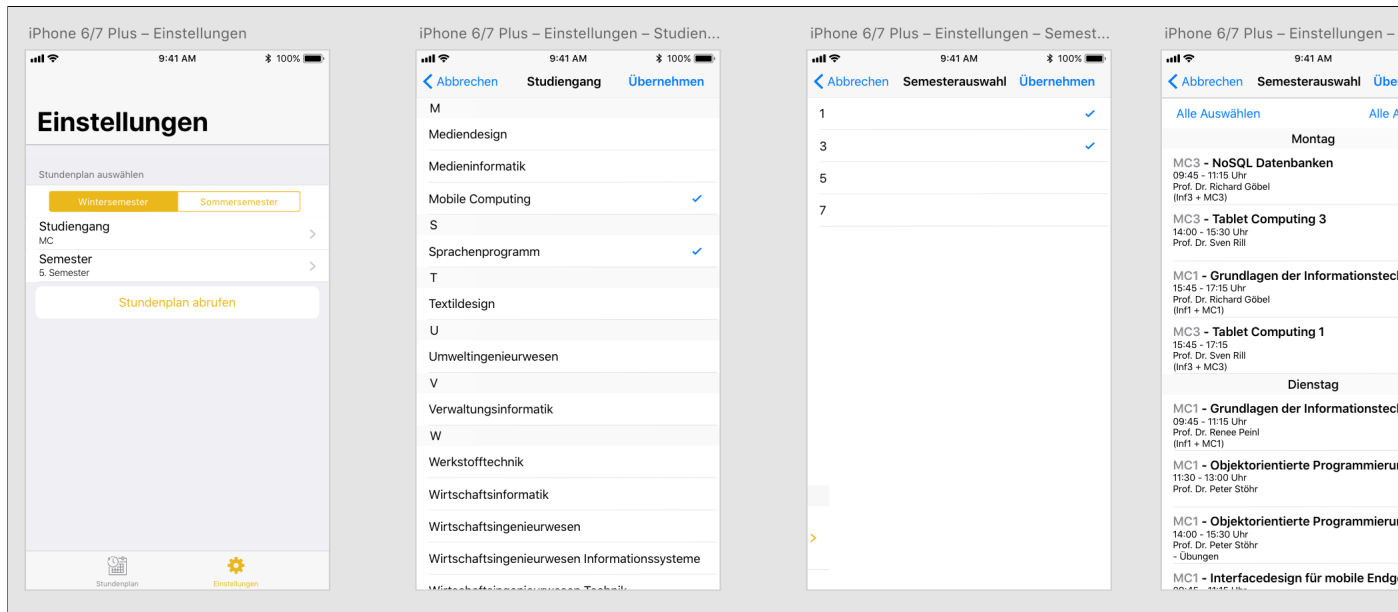 iPhone 6/7 Plus – Einstellungen
9:41 AM
100%
Einstellungen
Stundenplan auswählen
Wintersemester
Sommersemester
Studiengang
MC
Semester
5. Semester
Stundenplan abrufen
Stundenplan
Einstellungen
iPhone 6/7 Plus – Einstellungen – Studien...
9:41 AM
100%
Abbrechen
Studiengang
Übernehmen
M
Mediendesign
Medieninformatik
Mobile Computing
S
Sprachenprogramm
T
Textildesign
U
Umweltingenieurwesen
V
Verwaltungsinformatik
W
Werkstofftechnik
Wirtschaftsinformatik
Wirtschaftsingenieurwesen
Wirtschaftsingenieurwesen Informationssysteme
iPhone 6/7 Plus – Einstellungen – Semest...
9:41 AM
100%
Abbrechen
Semesterauswahl
Übernehmen
1
3
5
7
iPhone 6/7 Plus – Einstellungen –
9:41 AM
Abbrechen
Semesterauswahl
Über
Alle Auswählen
Alle A
Montag
MC3 - NoSQL Datenbanken
09:45 - 11:15 Uhr
Prof. Dr. Richard Göbel
(Inf3 + MC3)
MC3 - Tablet Computing 3
14:00 - 15:30 Uhr
Prof. Dr. Sven Rill
MC1 - Grundlagen der Informationstech
15:45 - 17:15 Uhr
Prof. Dr. Richard Göbel
(Inf1 + MC1)
MC3 - Tablet Computing 1
15:45 - 17:15
Prof. Dr. Sven Rill
(Inf3 + MC3)
Dienstag
MC1 - Grundlagen der Informationstech
09:45 - 11:15 Uhr
Prof. Dr. Renee Peinl
(Inf1 + MC1)
MC1 - Objektorientierte Programmierun
11:30 - 13:00 Uhr
Prof. Dr. Peter Stöhr
MC1 - Objektorientierte Programmierun
14:00 - 15:30 Uhr
Prof. Dr. Peter Stöhr
- Übungen
MC1 - Interfacedesign für mobile Endge